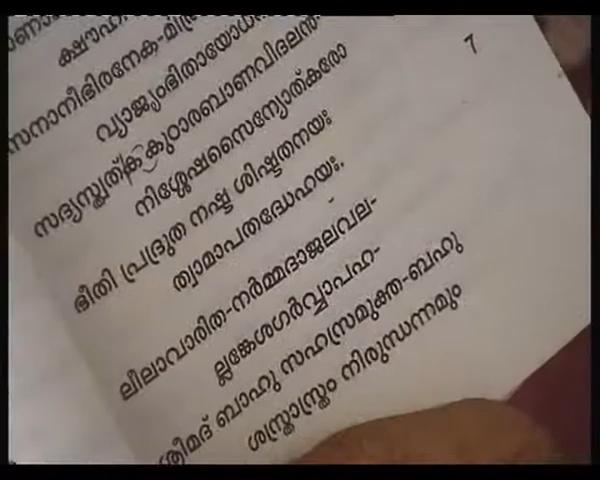 ക്ഷൗഹ
സനാനീഭിരനേക-മിത്ര
വ്യാജൃംഭിതായോധ
7
സദ്യസ്ത്വത്ക കുഠാരബാണവിദലൻ
നിശ്ശേഷസൈന്യോത്കരോ
ഭീതി പ്രദ്രുത നഷ്ട ശിഷ്ടതനയഃ
ത്വാമാപതദ്ധേഹയഃ.
ലീലാവാരിത-നർമ്മദാജലവല-
ല്ലങ്കേശഗർവ്വാപഹ-
ശ്രീമദ് ബാഹു സഹസ്രമുക്ത-ബഹു
ശസ്ത്രാസ്ത്രം നിരുന്ധന്നമും